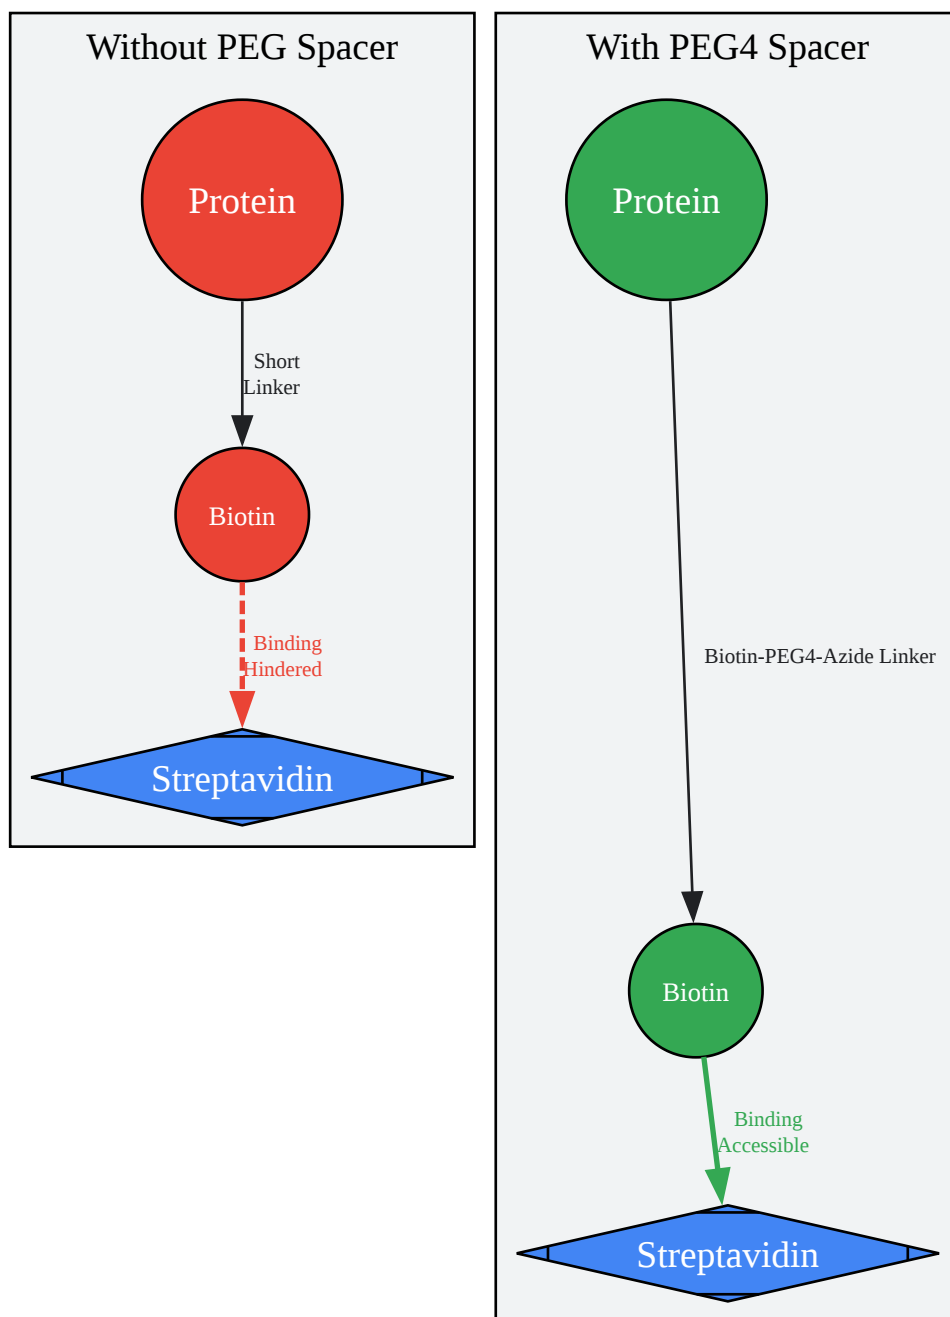 Without PEG Spacer
Protein
Short
Linker
Biotin
Binding
Hindered
Streptavidin
With PEG4 Spacer
Protein
Biotin-PEG4-Azide Linker
Biotin
Binding
Accessible
Streptavidin